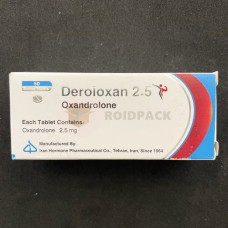 Deroloxan 2.5
Oxandrolone
ROIDPACK
Each Tablet Contains
Oxandrolone 2.5 mg
Manufactured By:
Iran Hormone Pharmaceutical Co., Tehran, Iran, Since 1984